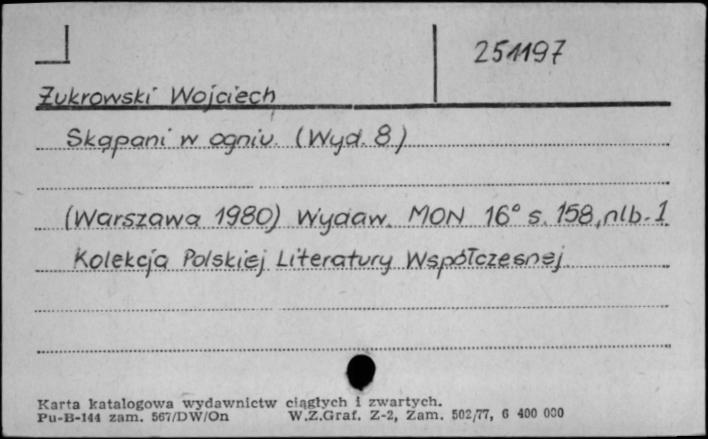 251197
Żukrowski Wojciech
Skąpani w ogniu. (Wyd. 8)
(Warszawa 1980) Wydaw. MON 16° s. 158, nlb. 1
Kolekcja Polskiej Literatury Współczesnej.
Karta katalogowa wydawnictw ciągłych i zwartych.
Pu-B-144 zam. 567/DW/On W.Z.Graf. Z-2, Zam. 502/77, 6 400 000